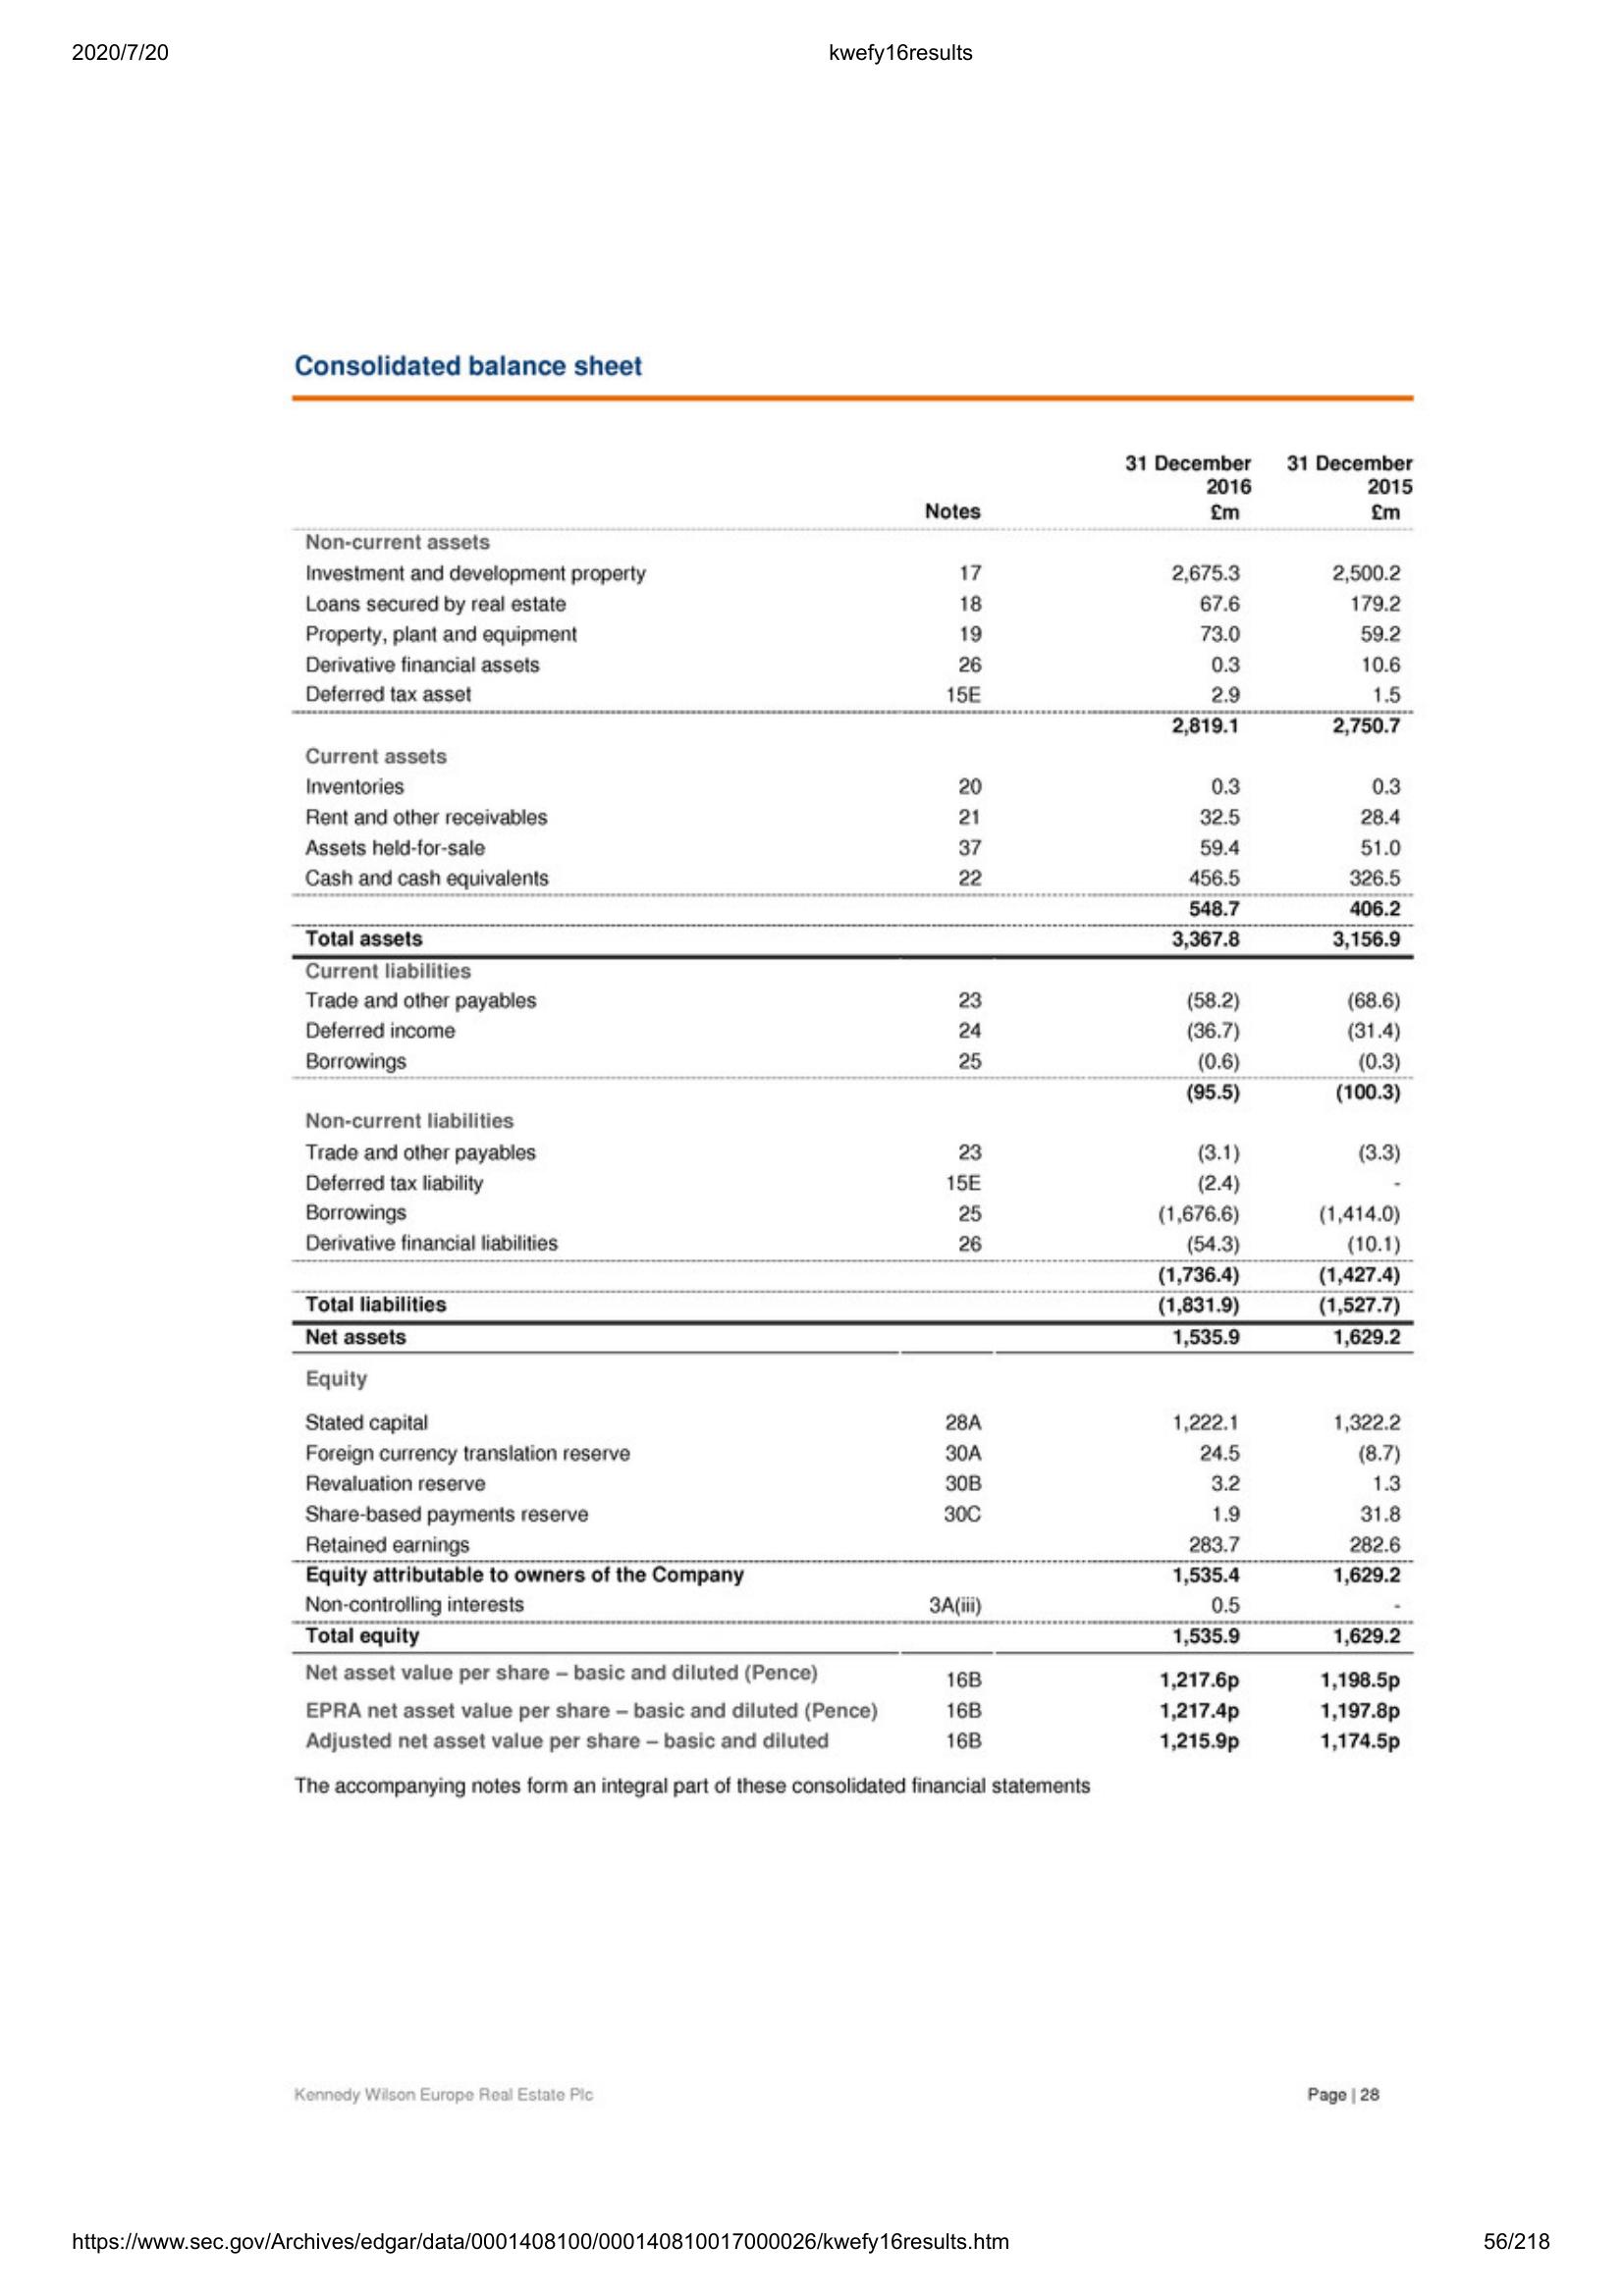 2020/7/20 kwefy16results
Consolidated balance sheet
31 December 31 December
2016 2015
Notes £m £m
Non-current assets
Investment and development property 17 2,675.3 2,500.2
Loans secured by real estate 18 67.6 179.2
Property, plant and equipment 19 73.0 59.2
Derivative financial assets 26 0.3 10.6
Deferred tax asset 15E 2.9 1.5
2,819.1 2,750.7
Current assets
Inventories 20 0.3 0.3
Rent and other receivables 21 32.5 28.4
Assets held-for-sale 37 59.4 51.0
Cash and cash equivalents 22 456.5 326.5
548.7 406.2
Total assets 3,367.8 3,156.9
Current liabilities
Trade and other payables 23 (58.2) (68.6)
Deferred income 24 (36.7) (31.4)
Borrowings 25 (0.6) (0.3)
(95.5) (100.3)
Non-current liabilities
Trade and other payables 23 (3.1) (3.3)
Deferred tax liability 15E (2.4) -
Borrowings 25 (1,676.6) (1,414.0)
Derivative financial liabilities 26 (54.3) (10.1)
(1,736.4) (1,427.4)
Total liabilities (1,831.9) (1,527.7)
Net assets 1,535.9 1,629.2
Equity
Stated capital 28A 1,222.1 1,322.2
Foreign currency translation reserve 30A 24.5 (8.7)
Revaluation reserve 30B 3.2 1.3
Share-based payments reserve 30C 1.9 31.8
Retained earnings 283.7 282.6
Equity attributable to owners of the Company 1,535.4 1,629.2
Non-controlling interests 3A(iii) 0.5 -
Total equity 1,535.9 1,629.2
Net asset value per share – basic and diluted (Pence) 16B 1,217.6p 1,198.5p
EPRA net asset value per share – basic and diluted (Pence) 16B 1,217.4p 1,197.8p
Adjusted net asset value per share – basic and diluted 16B 1,215.9p 1,174.5p
The accompanying notes form an integral part of these consolidated financial statements
Kennedy Wilson Europe Real Estate Plc Page | 28
https://www.sec.gov/Archives/edgar/data/0001408100/000140810017000026/kwefy16results.htm 56/218